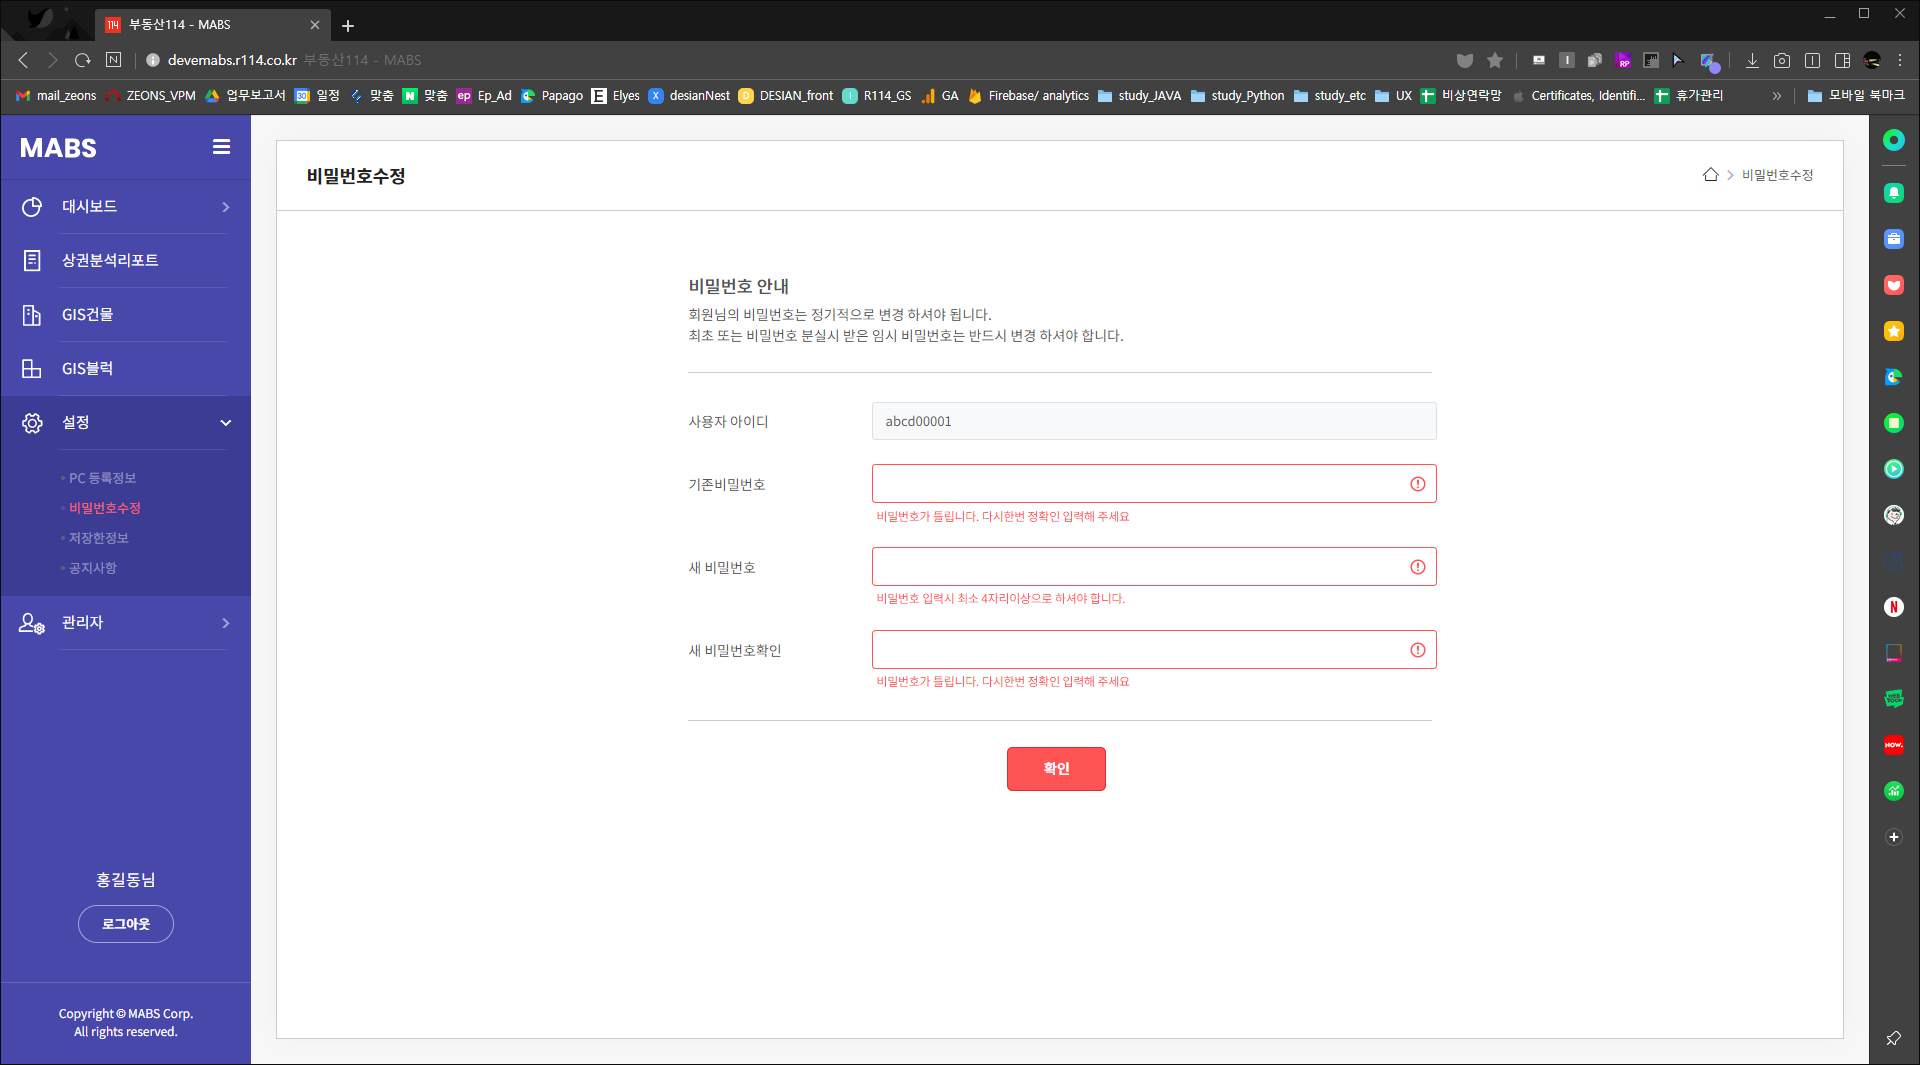 부동산114 - MABS
devemabs.r114.co.kr 부동산114 - MABS
mail_zeons ZEONS_VPM 업무보고서 일정 맞춤 맞춤 Ep_Ad Papago Elyes desianNest DESIAN_front R114_GS GA Firebase/ analytics study_JAVA study_Python study_etc UX 비상연락망 Certificates, Identifi... 휴가관리 » 모바일 북마크
MABS
대시보드
상권분석리포트
GIS건물
GIS블럭
설정
PC 등록정보
비밀번호수정
저장한정보
공지사항
관리자
홍길동님
로그아웃
Copyright © MABS Corp.
All rights reserved.
비밀번호수정
비밀번호수정
비밀번호 안내
회원님의 비밀번호는 정기적으로 변경 하셔야 됩니다.
최초 또는 비밀번호 분실시 받은 임시 비밀번호는 반드시 변경 하셔야 합니다.
사용자 아이디
abcd00001
기존비밀번호
비밀번호가 틀립니다. 다시한번 정확인 입력해 주세요
새 비밀번호
비밀번호 입력시 최소 4자리이상으로 하셔야 합니다.
새 비밀번호확인
비밀번호가 틀립니다. 다시한번 정확인 입력해 주세요
확인